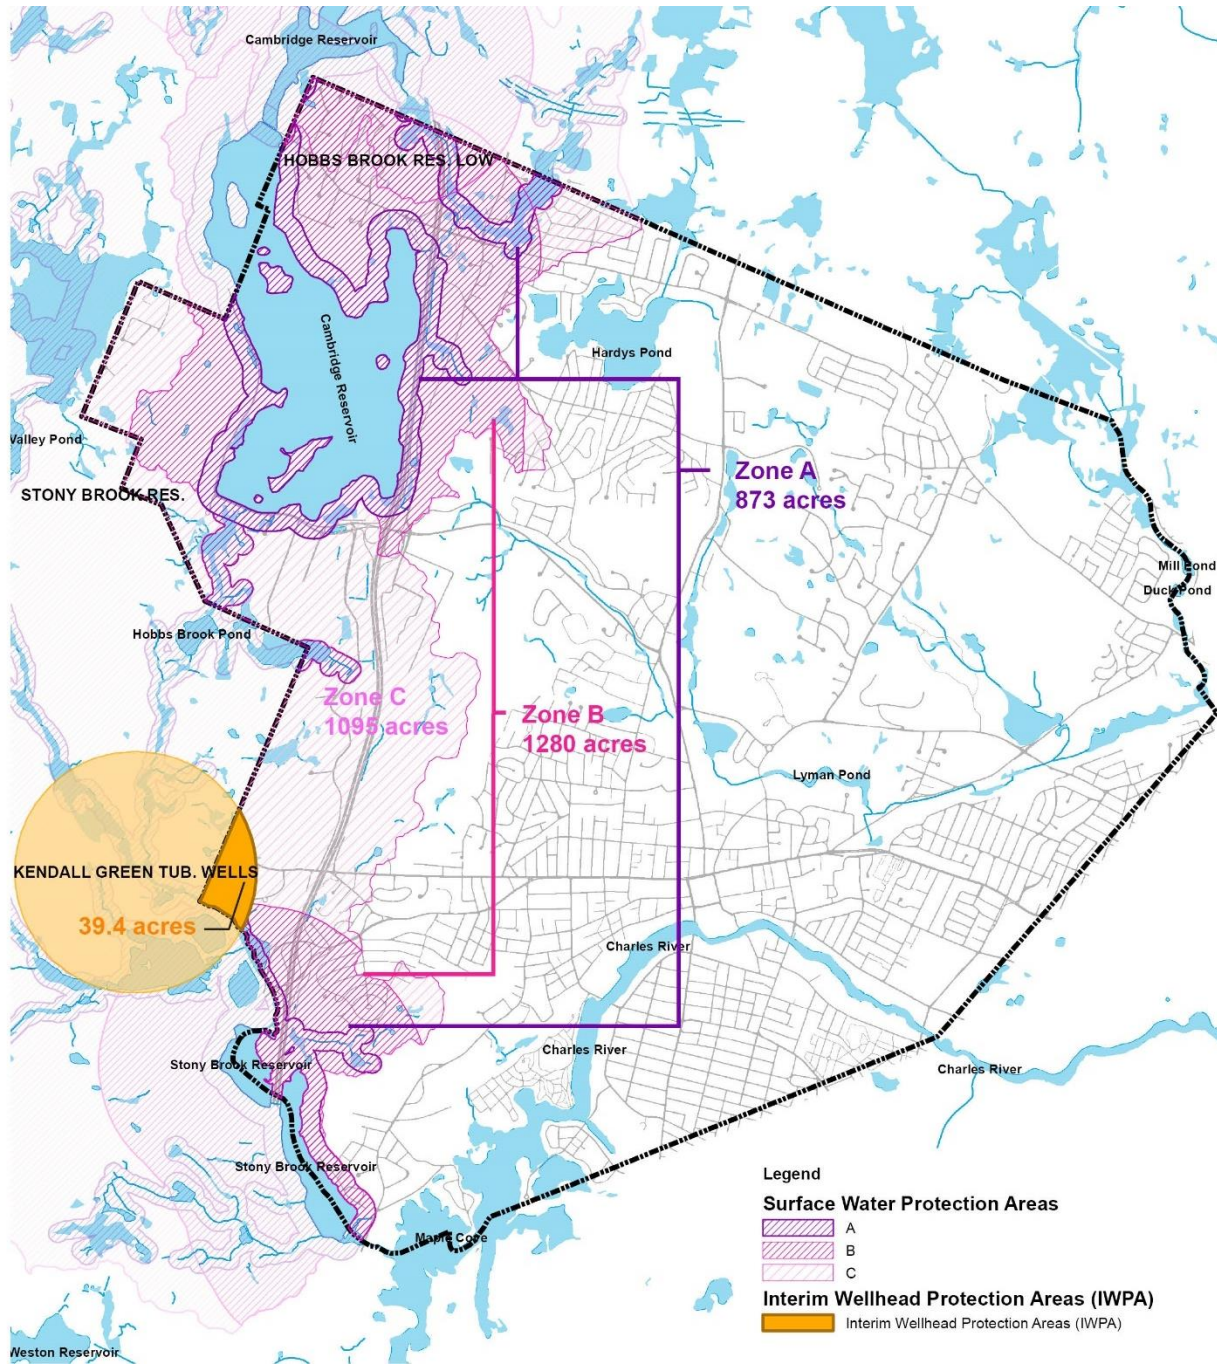 Cambridge Reservoir
HOBBS BROOK RES. LOW
Cambridge Reservoir
Hardys Pond
Valley Pond
STONY BROOK RES.
Zone A
873 acres
Mill Pond
Duck Pond
Hobbs Brook Pond
Zone C
1095 acres
Zone B
1280 acres
Lyman Pond
KENDALL GREEN TUB. WELLS
39.4 acres
Charles River
Charles River
Stony Brook Reservoir
Charles River
Stony Brook Reservoir
Maple Cove
Legend
Surface Water Protection Areas
A
B
C
Interim Wellhead Protection Areas (IWPA)
Interim Wellhead Protection Areas (IWPA)
Weston Reservoir